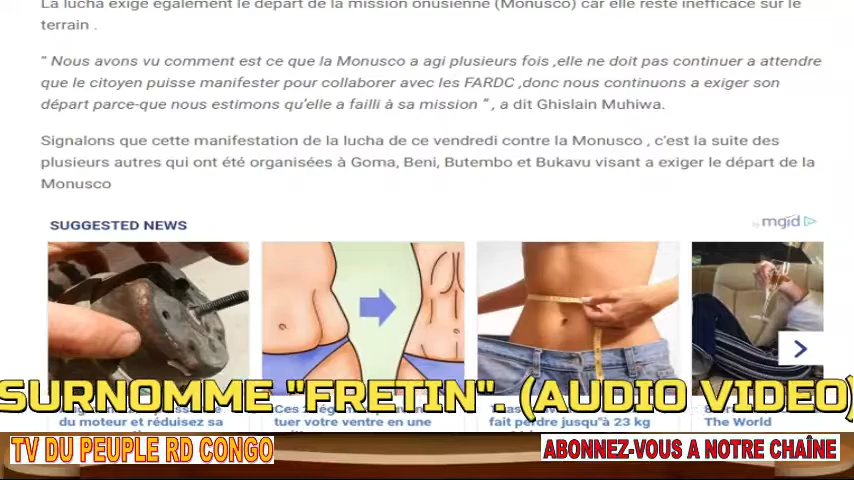 La lucha exige également le départ de la mission onusienne (Monusco) car elle reste inefficace sur le
terrain .
" Nous avons vu comment est ce que la Monusco a agi plusieurs fois ,elle ne doit pas continuer a attendre
que le citoyen puisse manifester pour collaborer avec les FARDC ,donc nous continuons a exiger son
départ parce-que nous estimons qu'elle a failli à sa mission " , a dit Ghislain Muhiwa.
Signalons que cette manifestation de la lucha de ce vendredi contre la Monusco , c'est la suite des
plusieurs autres qui ont été organisées à Goma, Beni, Butembo et Bukavu visant a exiger le départ de la
Monusco
SUGGESTED NEWS
by mgid
SURNOMME "FRETIN". (AUDIO VIDEO)
du moteur et réduisez sa
tuer votre ventre en une
fait perdre jusqu"à 23 kg
The World
TV DU PEUPLE RD CONGO
ABONNEZ-VOUS A NOTRE CHAÎNE